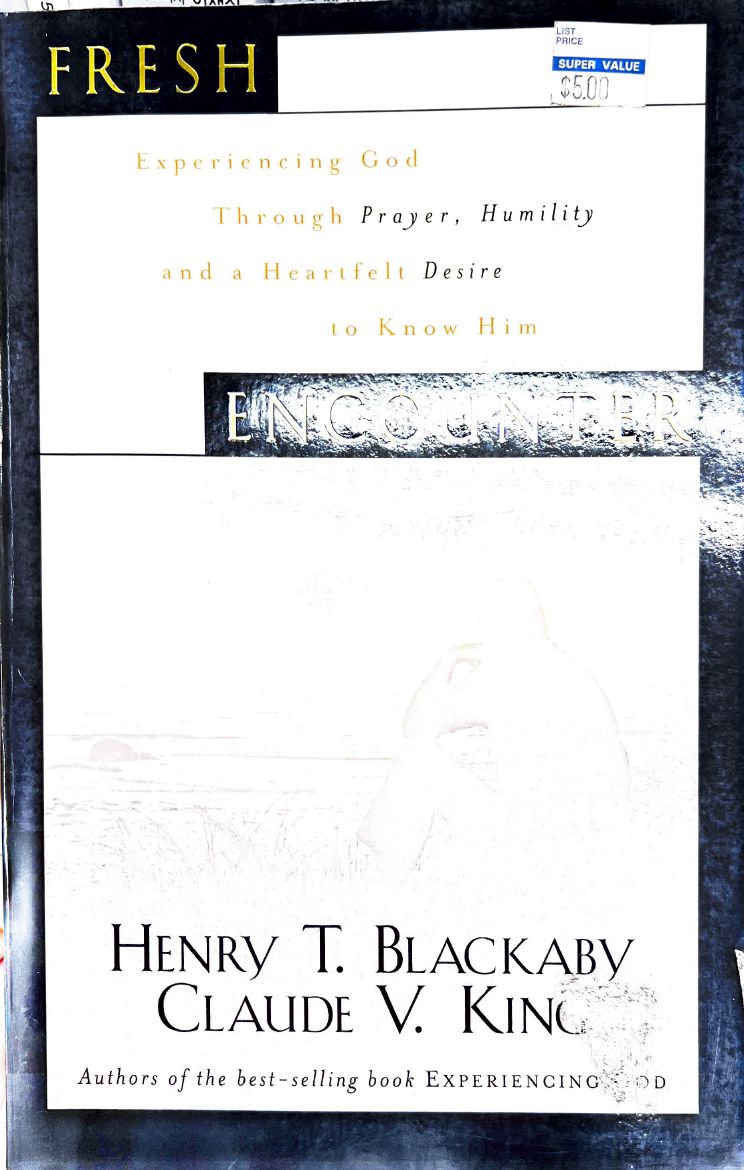 FRESH
LIST
PRICE
SUPER VALUE
$5.00
Experiencing God
Through Prayer, Humility
and a Heartfelt Desire
to Know Him
ENCOUNTER
HENRY T. BLACKABY
CLAUDE V. KING
Authors of the best-selling book EXPERIENCING GOD